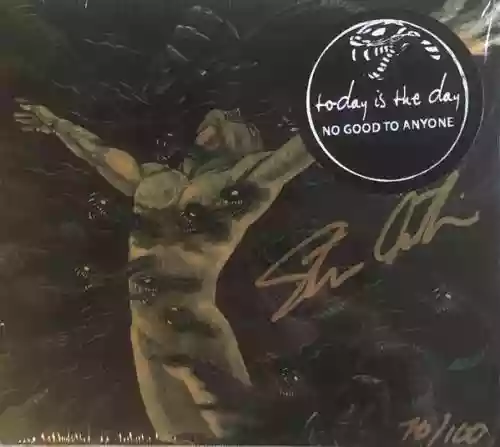 today is the day
NO GOOD TO ANYONE
70/100